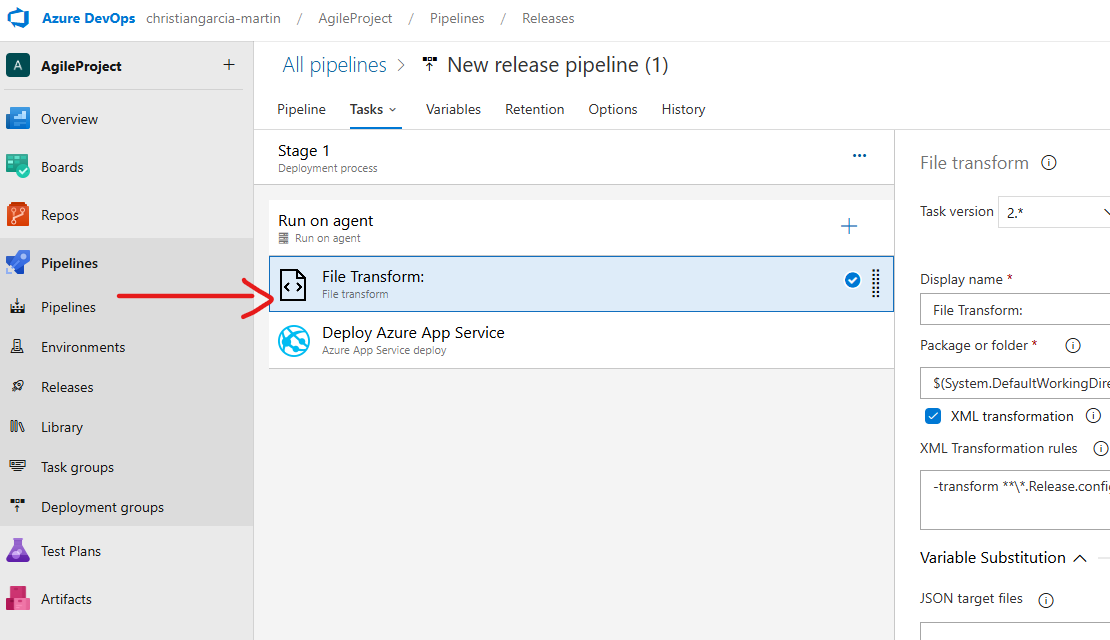 Azure DevOps christiangarcia-martin / AgileProject / Pipelines / Releases
A AgileProject +
Overview
Boards
Repos
Pipelines
Pipelines
Environments
Releases
Library
Task groups
Deployment groups
Test Plans
Artifacts
All pipelines > New release pipeline (1)
Pipeline Tasks Variables Retention Options History
Stage 1
Deployment process
Run on agent
Run on agent
File Transform:
File transform
Deploy Azure App Service
Azure App Service deploy
File transform
Task version 2.*
Display name *
File Transform:
Package or folder *
$(System.DefaultWorkingDire
XML transformation
XML Transformation rules
-transform **\*.Release.config
Variable Substitution
JSON target files